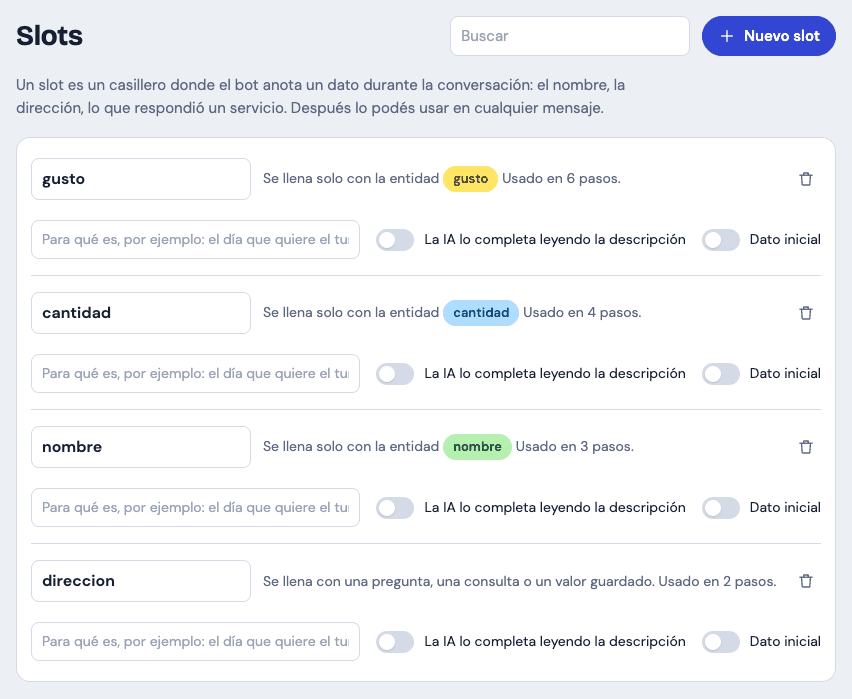 Slots
Buscar
+ Nuevo slot
Un slot es un casillero donde el bot anota un dato durante la conversación: el nombre, la
dirección, lo que respondió un servicio. Después lo podés usar en cualquier mensaje.
gusto
Se llena solo con la entidad gusto Usado en 6 pasos.
Para qué es, por ejemplo: el día que quiere el tu
La IA lo completa leyendo la descripción
Dato inicial
cantidad
Se llena solo con la entidad cantidad Usado en 4 pasos.
Para qué es, por ejemplo: el día que quiere el tu
La IA lo completa leyendo la descripción
Dato inicial
nombre
Se llena solo con la entidad nombre Usado en 3 pasos.
Para qué es, por ejemplo: el día que quiere el tu
La IA lo completa leyendo la descripción
Dato inicial
direccion
Se llena con una pregunta, una consulta o un valor guardado. Usado en 2 pasos.
Para qué es, por ejemplo: el día que quiere el tu
La IA lo completa leyendo la descripción
Dato inicial